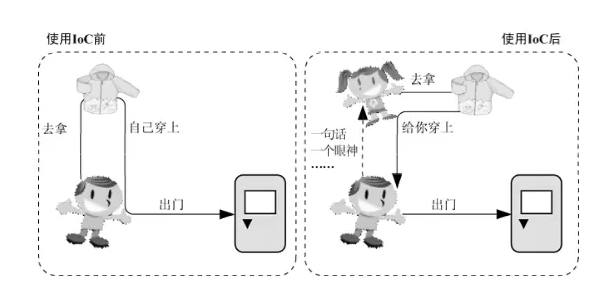 使用IoC前
去拿
自己穿上
出门
使用IoC后
去拿
给你穿上
一句话
一个眼神
……
出门